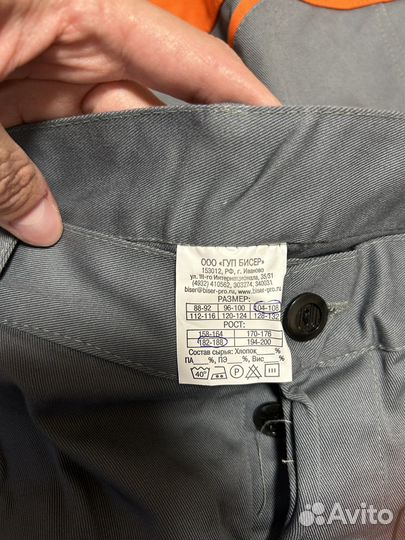 ООО «ГУП БИСЕР»
153012, РФ, г. Иваново
ул. III-го Интернационала, 35/31
(4932) 410562, 303274, 340031
biser@biser-pro.ru, biser-pro.ru
РАЗМЕР:
88-92 96-100 104-108
112-116 120-124 128-132
РОСТ:
158-164 170-176
182-188 194-200
Состав сырья: Хлопок %,
ПА %, ПЭ %, Вис %
40°
P
Avito